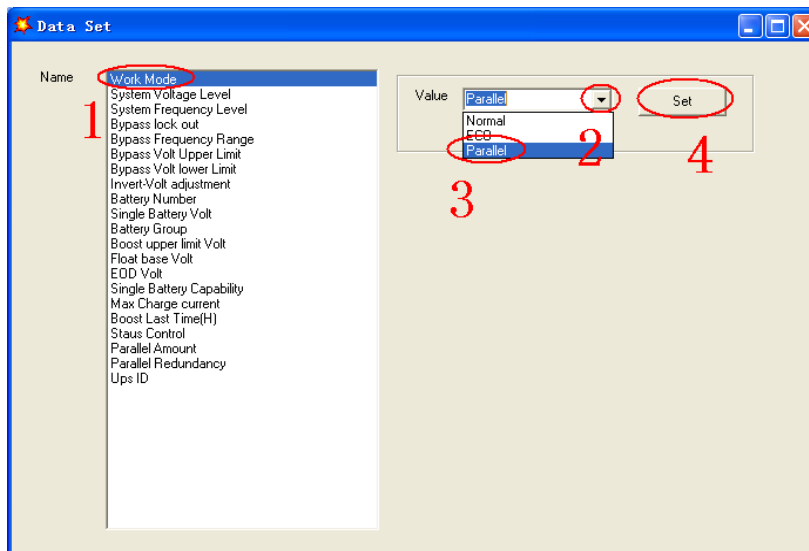 Data Set
Name
Work Mode
System Voltage Level
System Frequency Level
Bypass lock out
Bypass Frequency Range
Bypass Volt Upper Limit
Bypass Volt lower Limit
Invert-Volt adjustment
Battery Number
Single Battery Volt
Battery Group
Boost upper limit Volt
Float base Volt
EOD Volt
Single Battery Capability
Max Charge current
Boost Last Time(H)
Staus Control
Parallel Amount
Parallel Redundancy
Ups ID
1
Value
Parallel
Set
Normal
ECO
Parallel
2
3
4